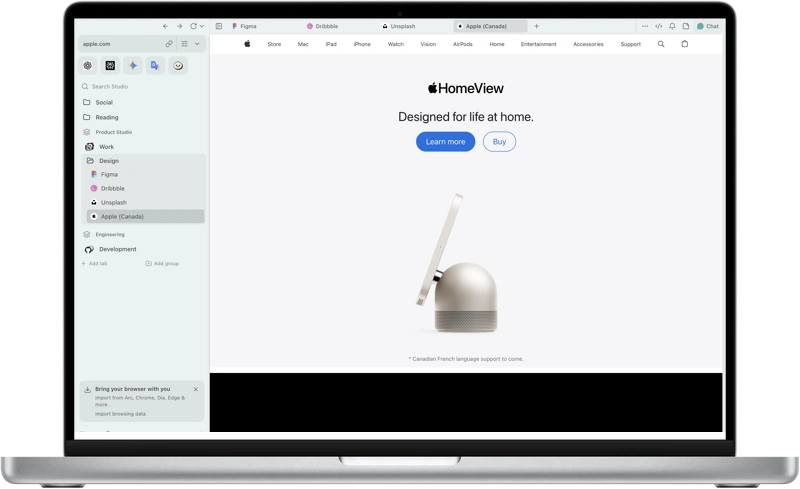 Figma
Dribbble
Unsplash
Apple (Canada)
Chat
apple.com
Store
Mac
iPad
iPhone
Watch
Vision
AirPods
Home
Entertainment
Accessories
Support
Search Studio
Social
Reading
Product Studio
Work
Design
Figma
Dribbble
Unsplash
Apple (Canada)
Engineering
Development
Add tab
Add group
HomeView
Designed for life at home.
Learn more
Buy
* Canadian French language support to come.
Bring your browser with you
Import from Arc, Chrome, Dia, Edge &
more
Import browsing data